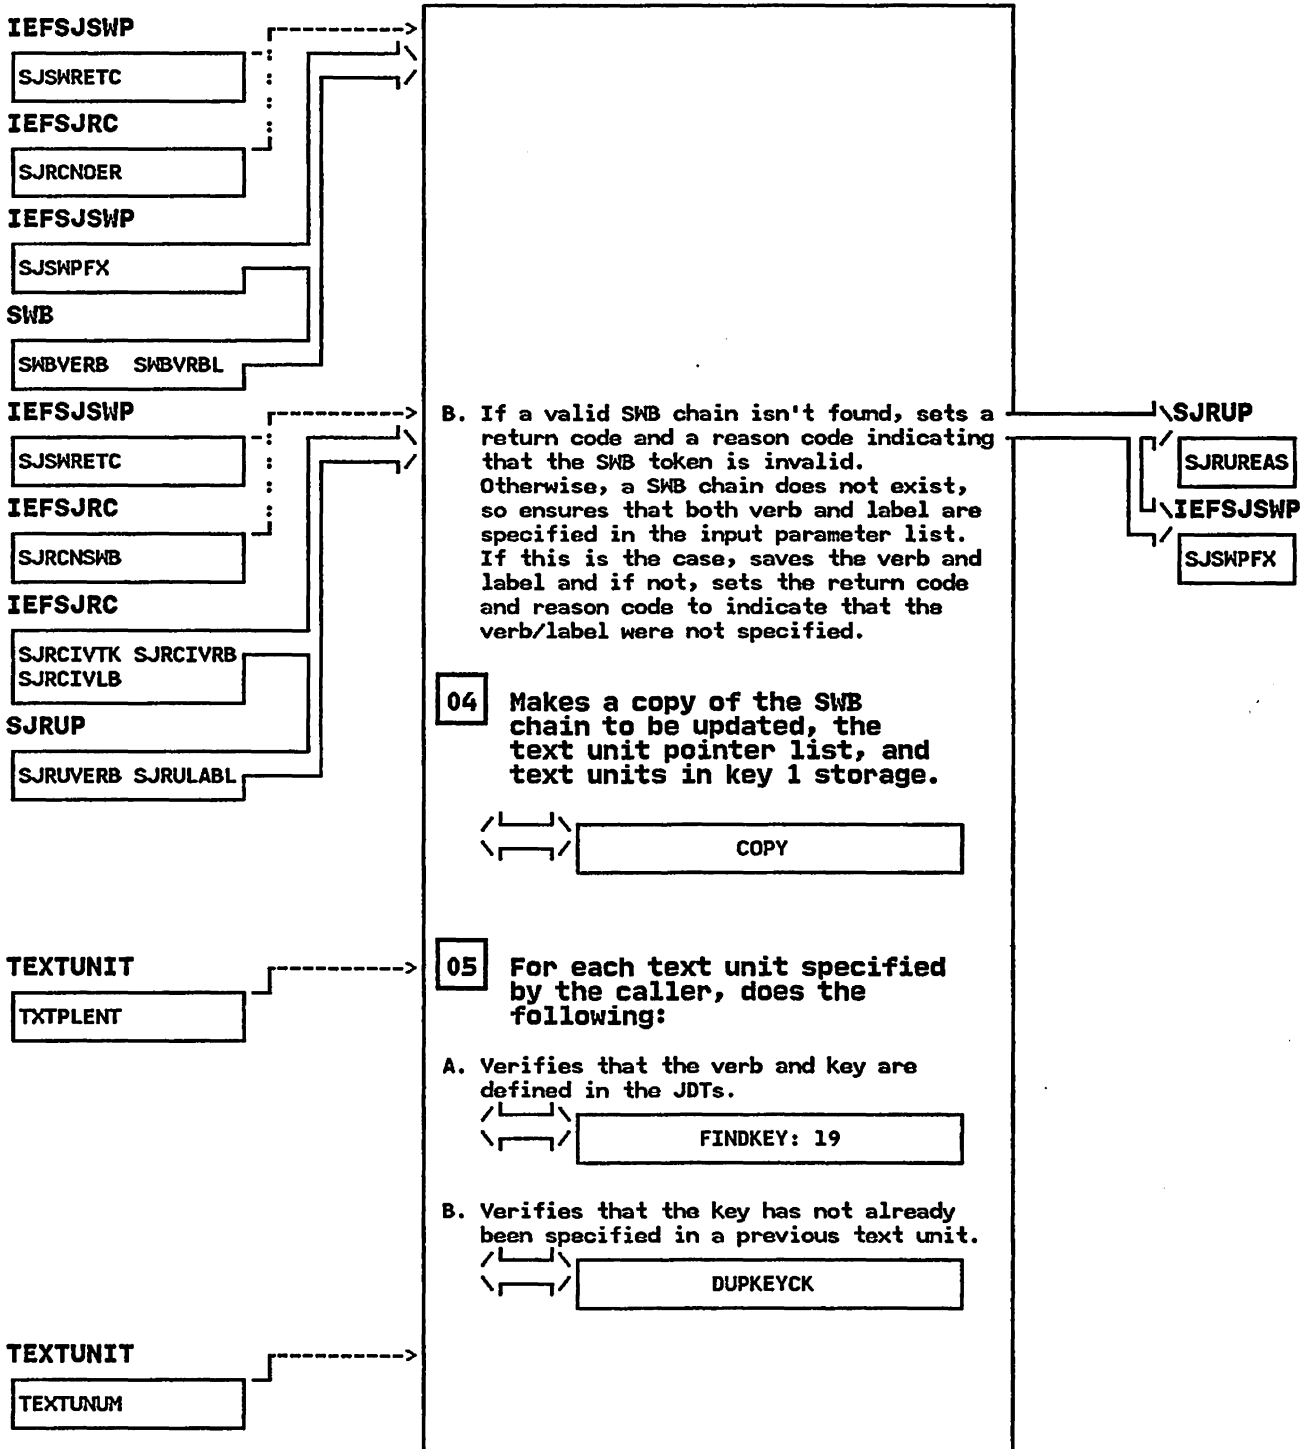 IEFSJSWP
SJSWRETC
IEFSJRC
SJRCNOER
IEFSJSWP
SJSWPFX
SWB
SWBVERB SWBVRBL
IEFSJSWP
SJSWRETC
IEFSJRC
SJRCNSWB
IEFSJRC
SJRCIVTK SJRCIVRB
SJRCIVLB
SJRUP
SJRUVERB SJRULABL
B. If a valid SWB chain isn't found, sets a
return code and a reason code indicating
that the SWB token is invalid.
Otherwise, a SWB chain does not exist,
so ensures that both verb and label are
specified in the input parameter list.
If this is the case, saves the verb and
label and if not, sets the return code
and reason code to indicate that the
verb/label were not specified.
SJRUP
SJRUREAS
IEFSJSWP
SJSWPFX
04 Makes a copy of the SWB
chain to be updated, the
text unit pointer list, and
text units in key 1 storage.
COPY
TEXTUNIT
TXTPLENT
05 For each text unit specified
by the caller, does the
following:
A. Verifies that the verb and key are
defined in the JDTs.
FINDKEY: 19
B. Verifies that the key has not already
been specified in a previous text unit.
DUPKEYCK
TEXTUNIT
TEXTUNUM